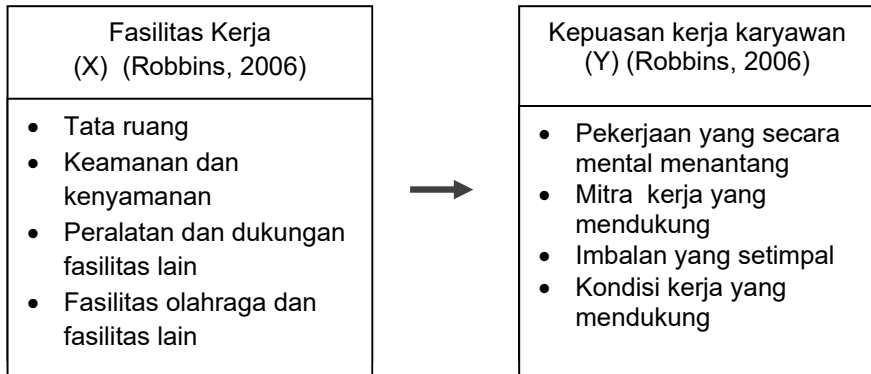 Fasilitas Kerja
(X) (Robbins, 2006)
• Tata ruang
• Keamanan dan
kenyamanan
• Peralatan dan dukungan
fasilitas lain
• Fasilitas olahraga dan
fasilitas lain
Kepuasan kerja karyawan
(Y) (Robbins, 2006)
• Pekerjaan yang secara
mental menantang
• Mitra kerja yang
mendukung
• Imbalan yang setimpal
• Kondisi kerja yang
mendukung